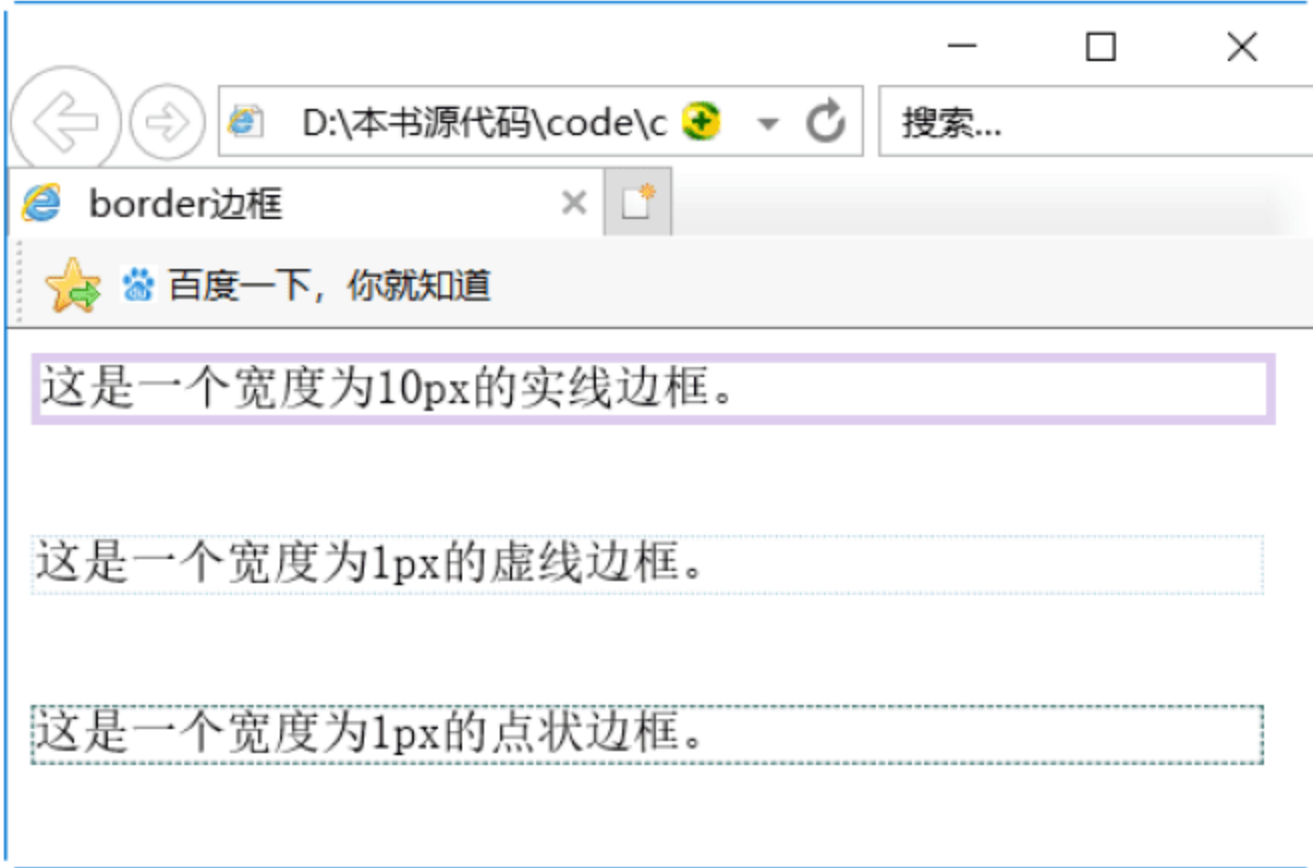 D:\本书源代码\code\c
搜索...
border边框
百度一下，你就知道
这是一个宽度为10px的实线边框。
这是一个宽度为1px的虚线边框。
这是一个宽度为1px的点状边框。